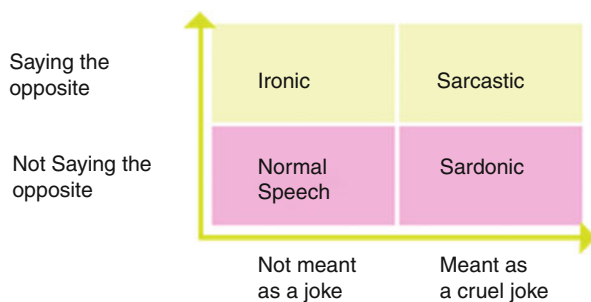 Saying the
opposite
Ironic
Sarcastic
Not Saying the
opposite
Normal
Speech
Sardonic
Not meant
as a joke
Meant as
a cruel joke